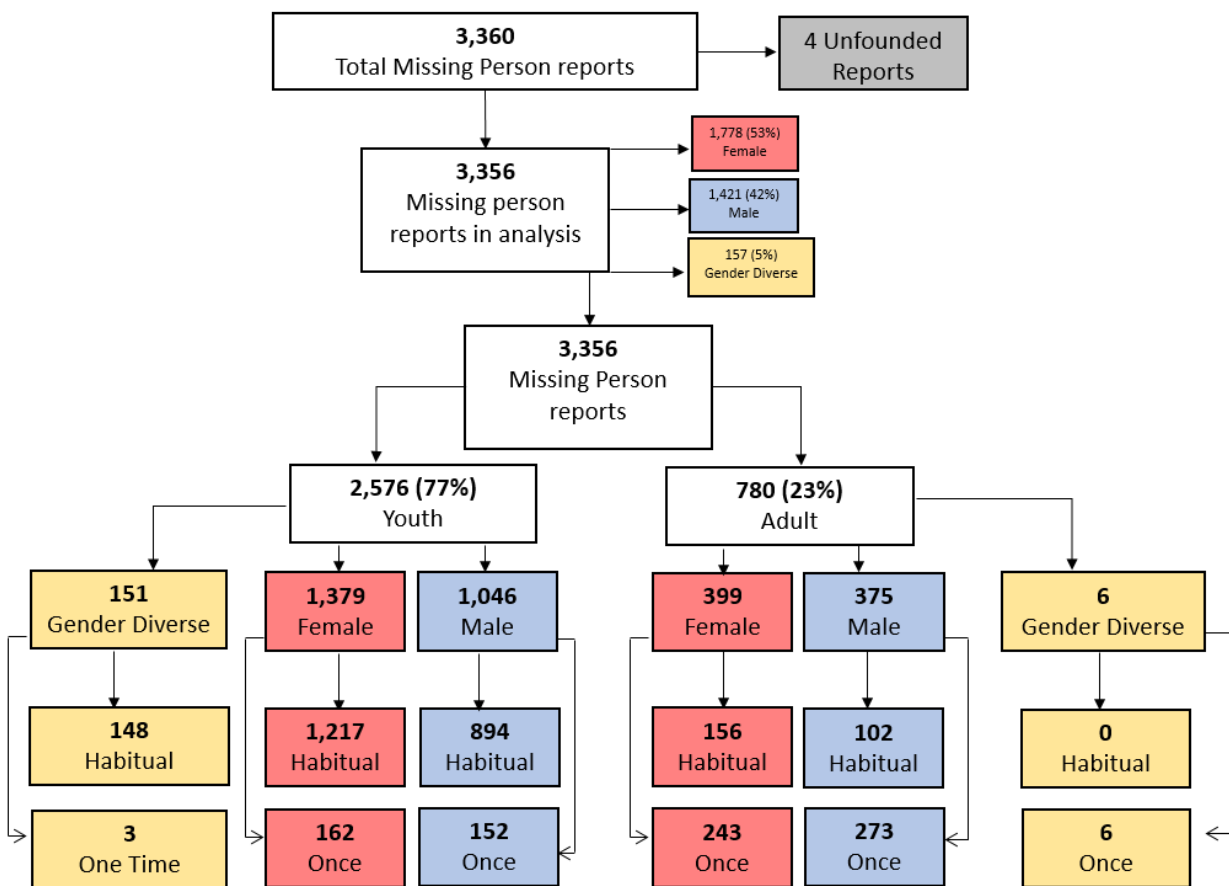 3,360
Total Missing Person reports
4 Unfounded
Reports
1,778 (53%)
Female
3,356
Missing person
reports in analysis
1,421 (42%)
Male
157 (5%)
Gender Diverse
3,356
Missing Person
reports
2,576 (77%)
Youth
780 (23%)
Adult
151
Gender Diverse
1,379
Female
1,046
Male
399
Female
375
Male
6
Gender Diverse
148
Habitual
1,217
Habitual
894
Habitual
156
Habitual
102
Habitual
0
Habitual
3
One Time
162
Once
152
Once
243
Once
273
Once
6
Once